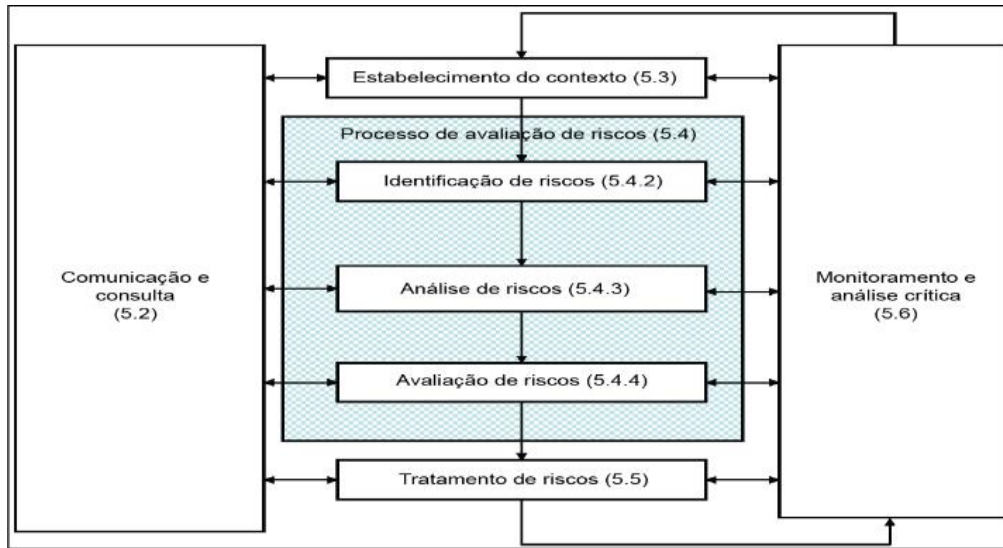 Estabelecimento do contexto (5.3)
Processo de avaliação de riscos (5.4)
Identificação de riscos (5.4.2)
Comunicação e
consulta
(5.2)
Análise de riscos (5.4.3)
Monitoramento e
análise crítica
(5.6)
Avaliação de riscos (5.4.4)
Tratamento de riscos (5.5)